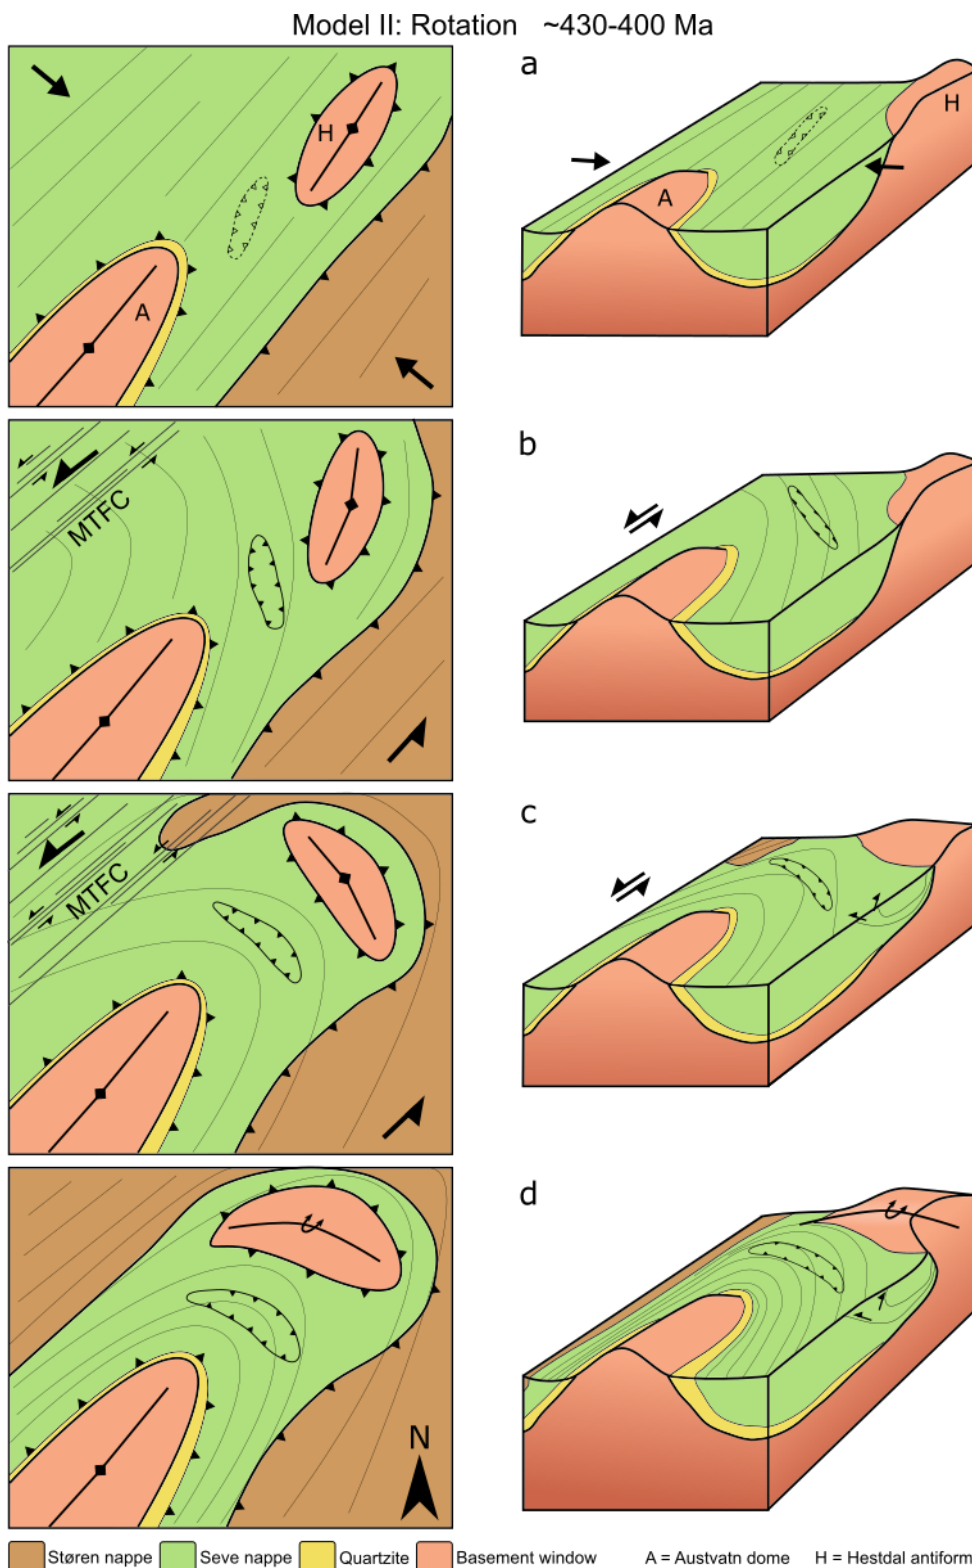 Model II: Rotation ~430-400 Ma
a
H
A
H
A
b
MTFC
c
MTFC
d
N
Støren nappe Seve nappe Quartzite Basement window A = Austvatn dome H = Hestdal antiform